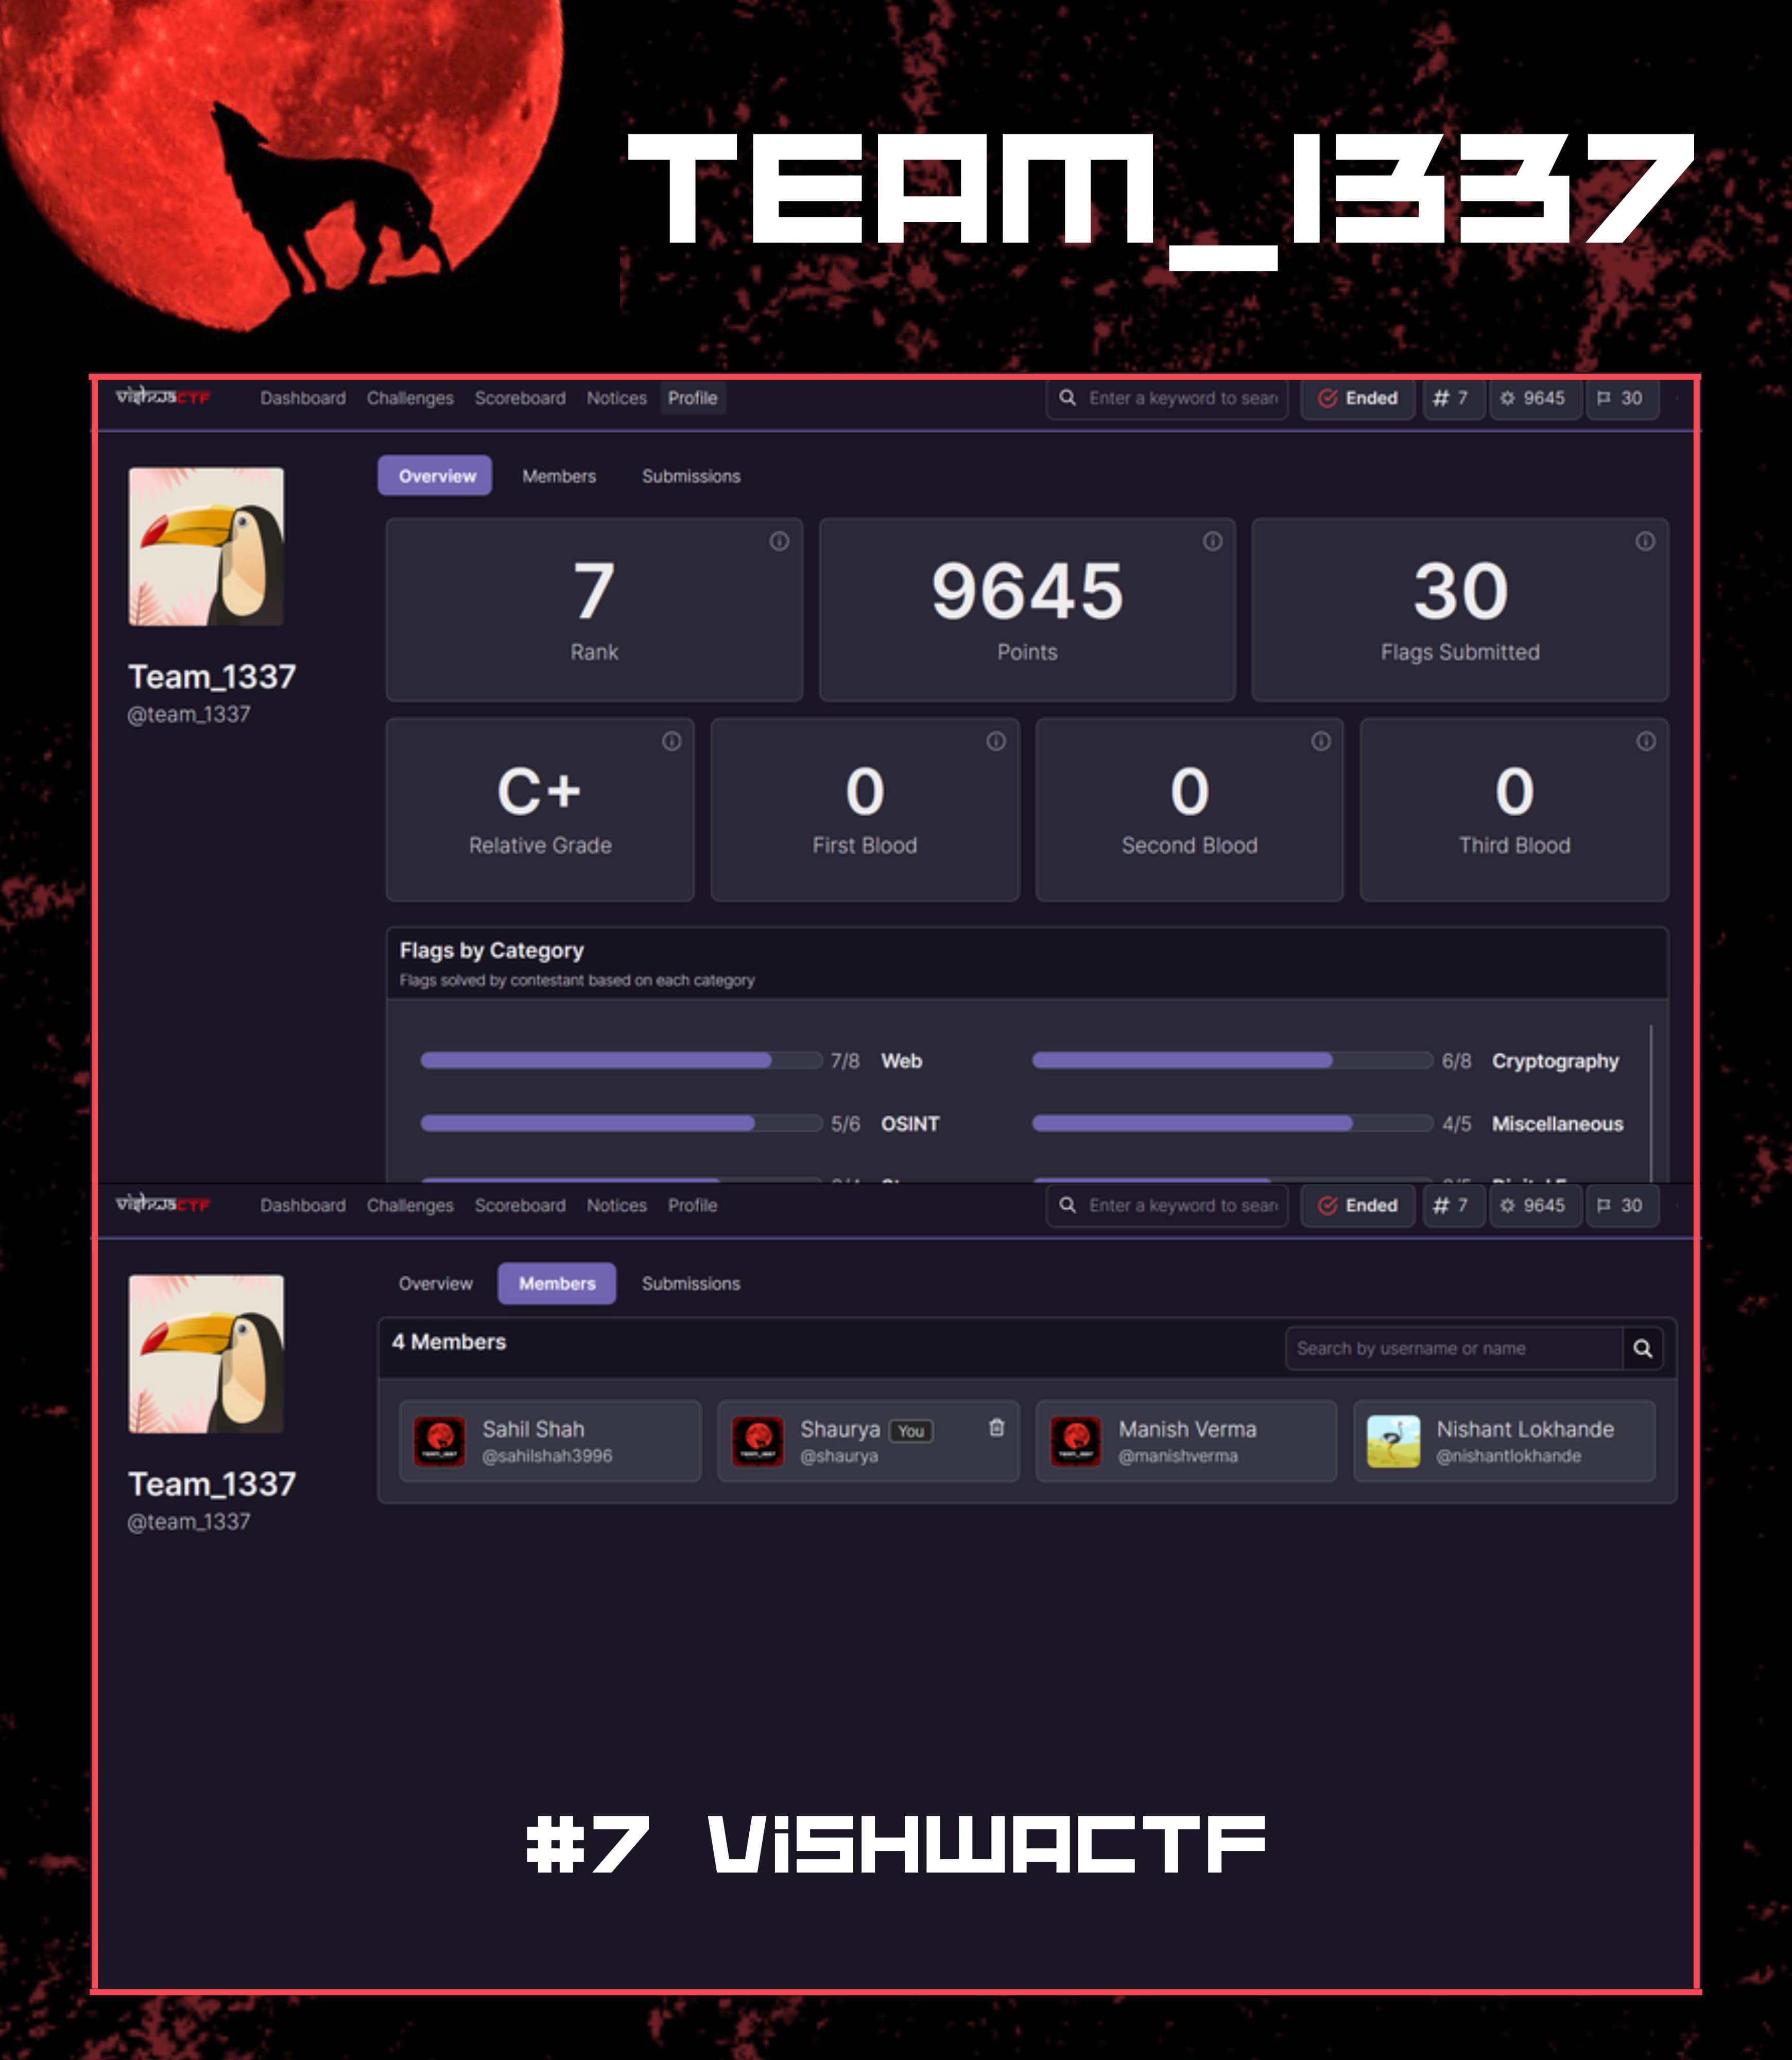 TEAM_1337
vishwaCTF Dashboard Challenges Scoreboard Notices Profile Enter a keyword to sear Ended # 7 9645 30
Overview Members Submissions
7 9645 30
Rank Points Flags Submitted
Team_1337
@team_1337
C+ 0 0 0
Relative Grade First Blood Second Blood Third Blood
Flags by Category
Flags solved by contestant based on each category
7/8 Web 6/8 Cryptography
5/6 OSINT 4/5 Miscellaneous
vishwaCTF Dashboard Challenges Scoreboard Notices Profile Enter a keyword to sear Ended # 7 9645 30
Overview Members Submissions
4 Members Search by username or name
Sahil Shah Shaurya You Manish Verma Nishant Lokhande
@sahilshah3996 @shaurya @manishverma @nishantlokhande
Team_1337
@team_1337
#7 ViSHWACTF